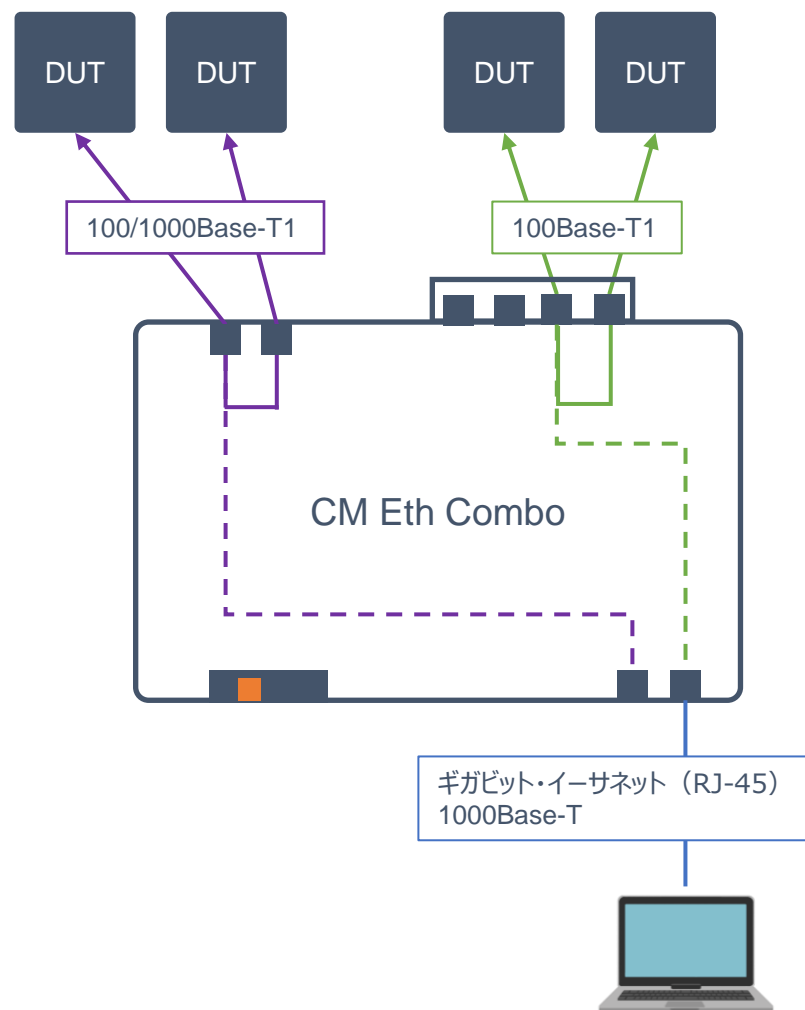 DUT
DUT
DUT
DUT
100/1000Base-T1
100Base-T1
CM Eth Combo
ギガビット・イーサネット（RJ-45）
1000Base-T